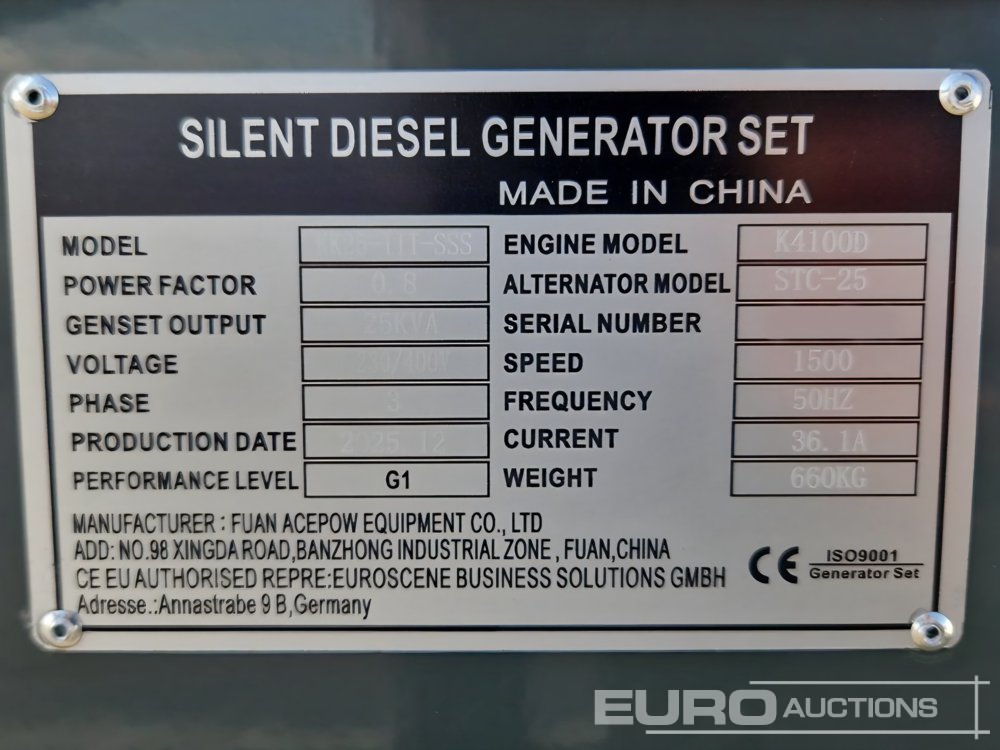 SILENT DIESEL GENERATOR SET
MADE IN CHINA
MODEL
ENGINE MODEL K4100D
POWER FACTOR 0.8
ALTERNATOR MODEL STC-25
GENSET OUTPUT 25KVA
SERIAL NUMBER
VOLTAGE 230/400V
SPEED 1500
PHASE 3
FREQUENCY 50HZ
PRODUCTION DATE 2025.12
CURRENT 36.1A
PERFORMANCE LEVEL G1
WEIGHT 660KG
MANUFACTURER : FUAN ACEPOW EQUIPMENT CO., LTD
ADD: NO.98 XINGDA ROAD,BANZHONG INDUSTRIAL ZONE , FUAN,CHINA
CE EU AUTHORISED REPRE:EUROSCENE BUSINESS SOLUTIONS GMBH
Adresse.:Annastrabe 9 B,Germany
CE ISO9001
Generator Set
EURO AUCTIONS